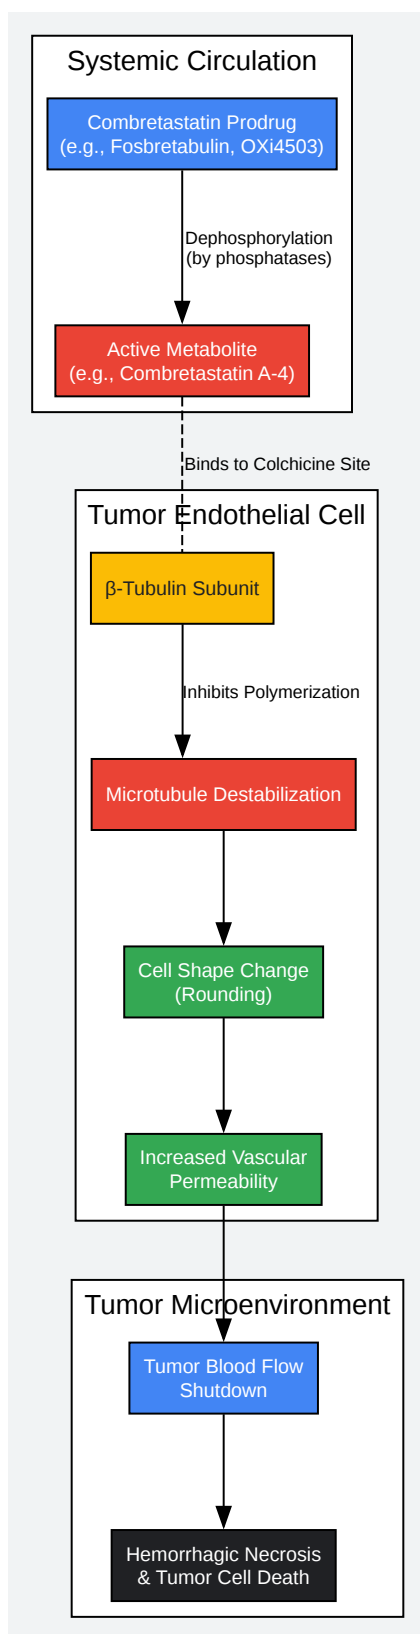 Systemic Circulation
Combretastatin Prodrug
(e.g., Fosbretabulin, OXi4503)
Dephosphorylation
(by phosphatases)
Active Metabolite
(e.g., Combretastatin A-4)
Binds to Colchicine Site
Tumor Endothelial Cell
β-Tubulin Subunit
Inhibits Polymerization
Microtubule Destabilization
Cell Shape Change
(Rounding)
Increased Vascular
Permeability
Tumor Microenvironment
Tumor Blood Flow
Shutdown
Hemorrhagic Necrosis
& Tumor Cell Death